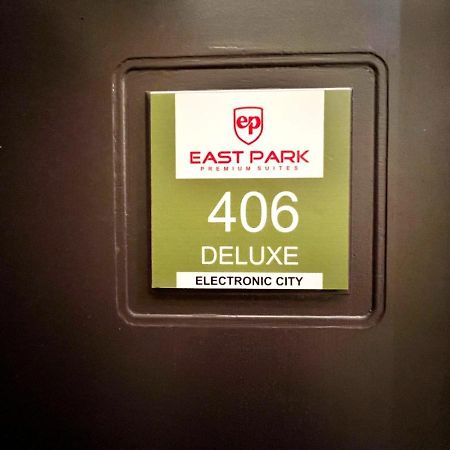 ep
EAST PARK
PREMIUM SUITES
406
DELUXE
ELECTRONIC CITY